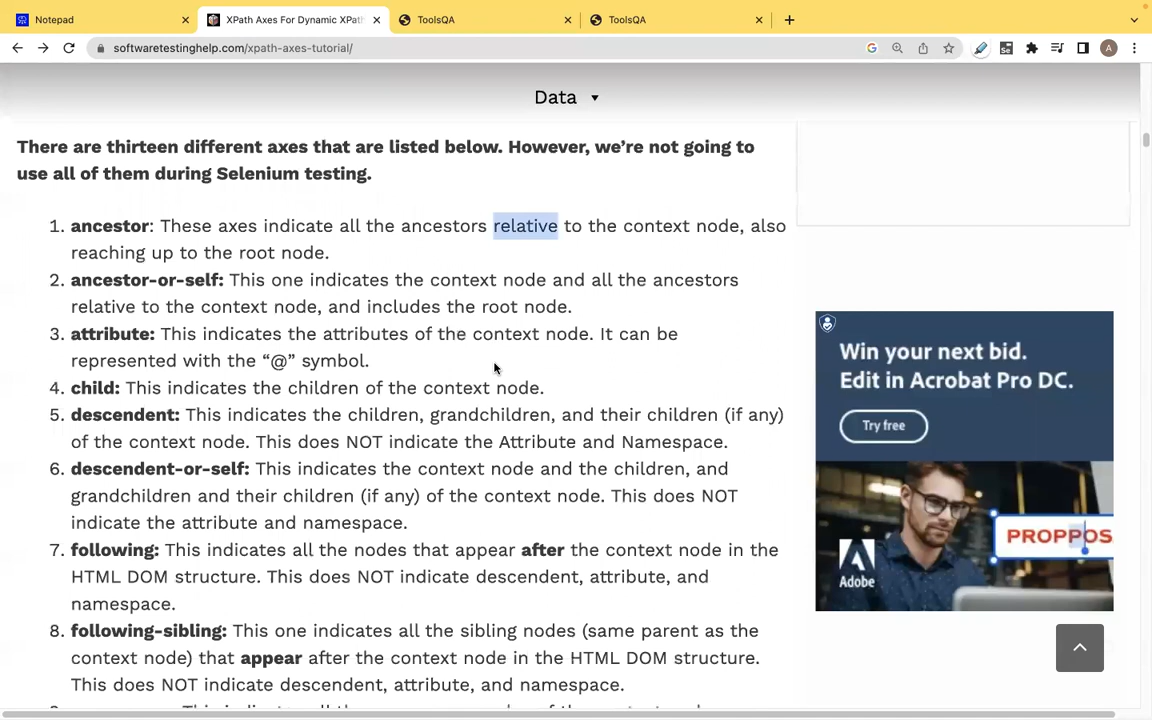 Notepad
XPath Axes For Dynamic XPath
ToolsQA
ToolsQA
softwaretestinghelp.com/xpath-axes-tutorial/
A
Data
There are thirteen different axes that are listed below. However, we’re not going to
use all of them during Selenium testing.
1. ancestor: These axes indicate all the ancestors relative to the context node, also
reaching up to the root node.
2. ancestor-or-self: This one indicates the context node and all the ancestors
relative to the context node, and includes the root node.
3. attribute: This indicates the attributes of the context node. It can be
represented with the “@” symbol.
4. child: This indicates the children of the context node.
5. descendent: This indicates the children, grandchildren, and their children (if any)
of the context node. This does NOT indicate the Attribute and Namespace.
6. descendent-or-self: This indicates the context node and the children, and
grandchildren and their children (if any) of the context node. This does NOT
indicate the attribute and namespace.
7. following: This indicates all the nodes that appear after the context node in the
HTML DOM structure. This does NOT indicate descendent, attribute, and
namespace.
8. following-sibling: This one indicates all the sibling nodes (same parent as the
context node) that appear after the context node in the HTML DOM structure.
This does NOT indicate descendent, attribute, and namespace.
Win your next bid.
Edit in Acrobat Pro DC.
Try free
PROPPOS
Adobe